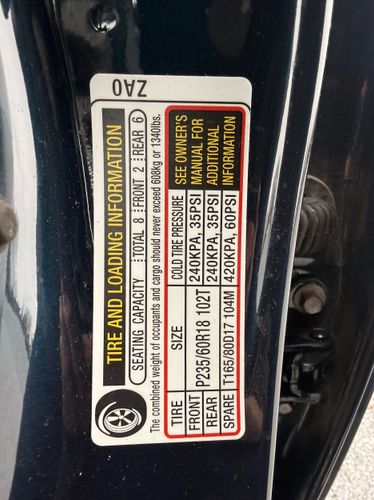 ZA0
TIRE AND LOADING INFORMATION
SEATING CAPACITY TOTAL 8 FRONT 2 REAR 6
The combined weight of occupants and cargo should never exceed 608kg or 1340lbs.
TIRE SIZE COLD TIRE PRESSURE
FRONT P235/60R18 102T 240KPA, 35PSI
REAR 240KPA, 35PSI
SPARE T165/80D17 104M 420KPA, 60PSI
SEE OWNER'S
MANUAL FOR
ADDITIONAL
INFORMATION